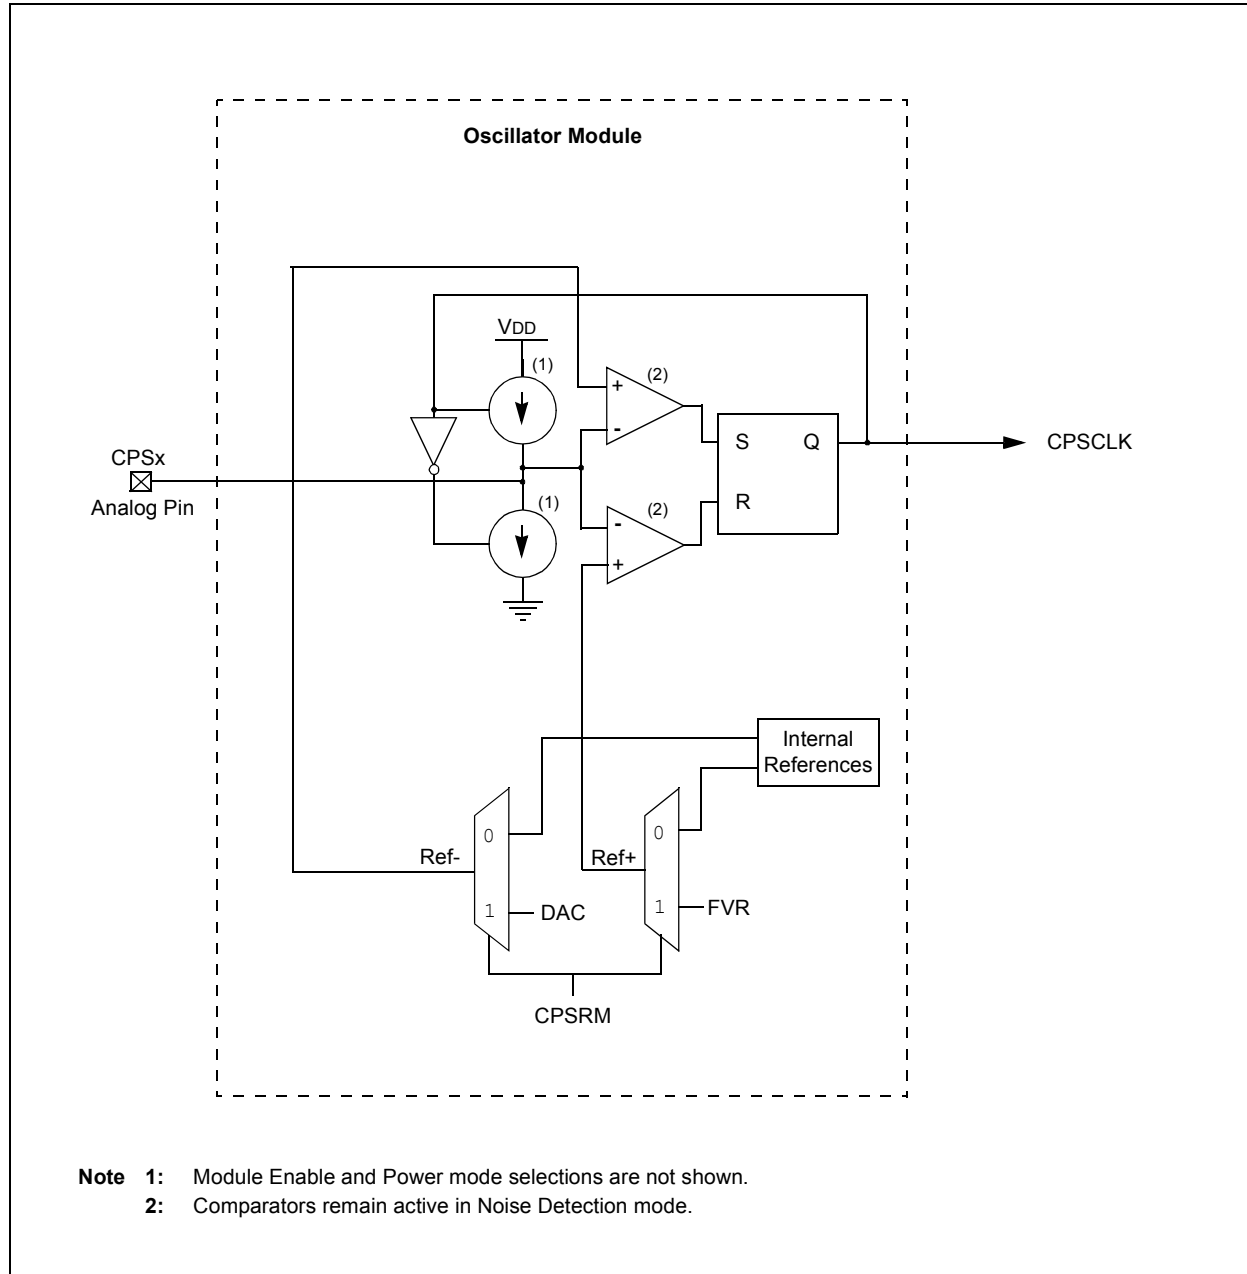 Oscillator Module
VDD
(1)
(2)
+
-
S Q
CPSCLK
CPSx
Analog Pin
(1)
(2)
R
-
+
Internal
References
0
0
Ref-
Ref+
1
DAC
1
FVR
CPSRM
Note 1: Module Enable and Power mode selections are not shown.
2: Comparators remain active in Noise Detection mode.